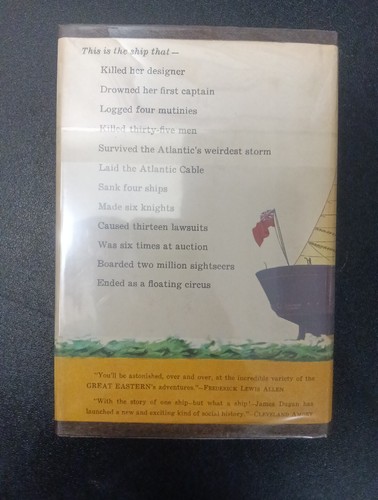 This is the ship that—
Killed her designer
Drowned her first captain
Logged four mutinies
Killed thirty-five men
Survived the Atlantic's weirdest storm
Laid the Atlantic Cable
Sank four ships
Made six knights
Caused thirteen lawsuits
Was six times at auction
Boarded two million sightseers
Ended as a floating circus
"You'll be astonished, over and over, at the incredible variety of the
GREAT EASTERN's adventures."—FREDERICK LEWIS ALLEN
"With the story of one ship—but what a ship!—James Dugan has
launched a new and exciting kind of social history."—CLEVELAND AMORY